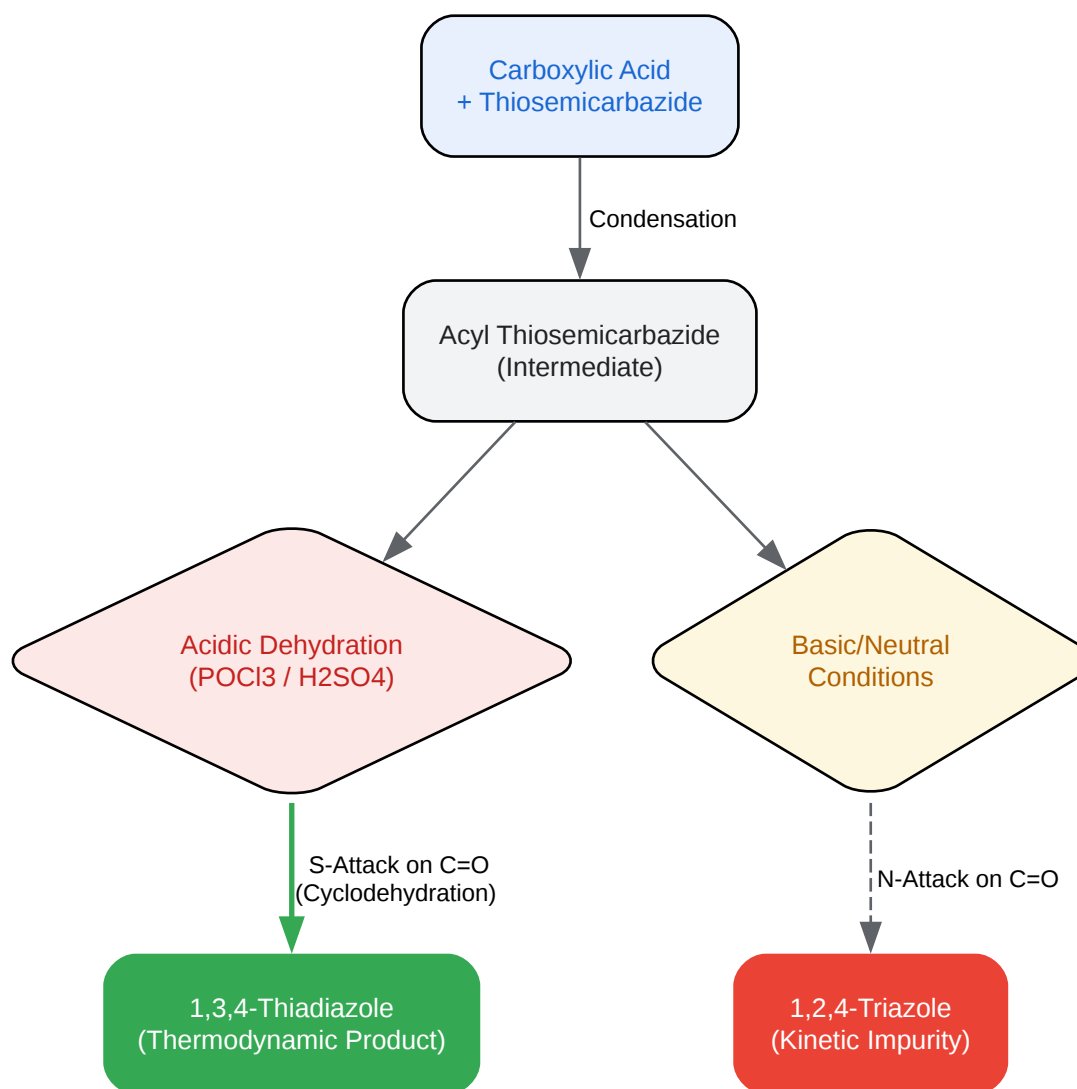 Carboxylic Acid
+ Thiosemicarbazide
Condensation
Acyl Thiosemicarbazide
(Intermediate)
Acidic Dehydration
(POCl3 / H2SO4)
Basic/Neutral
Conditions
S-Attack on C=O
(Cyclodehydration)
N-Attack on C=O
1,3,4-Thiadiazole
(Thermodynamic Product)
1,2,4-Triazole
(Kinetic Impurity)